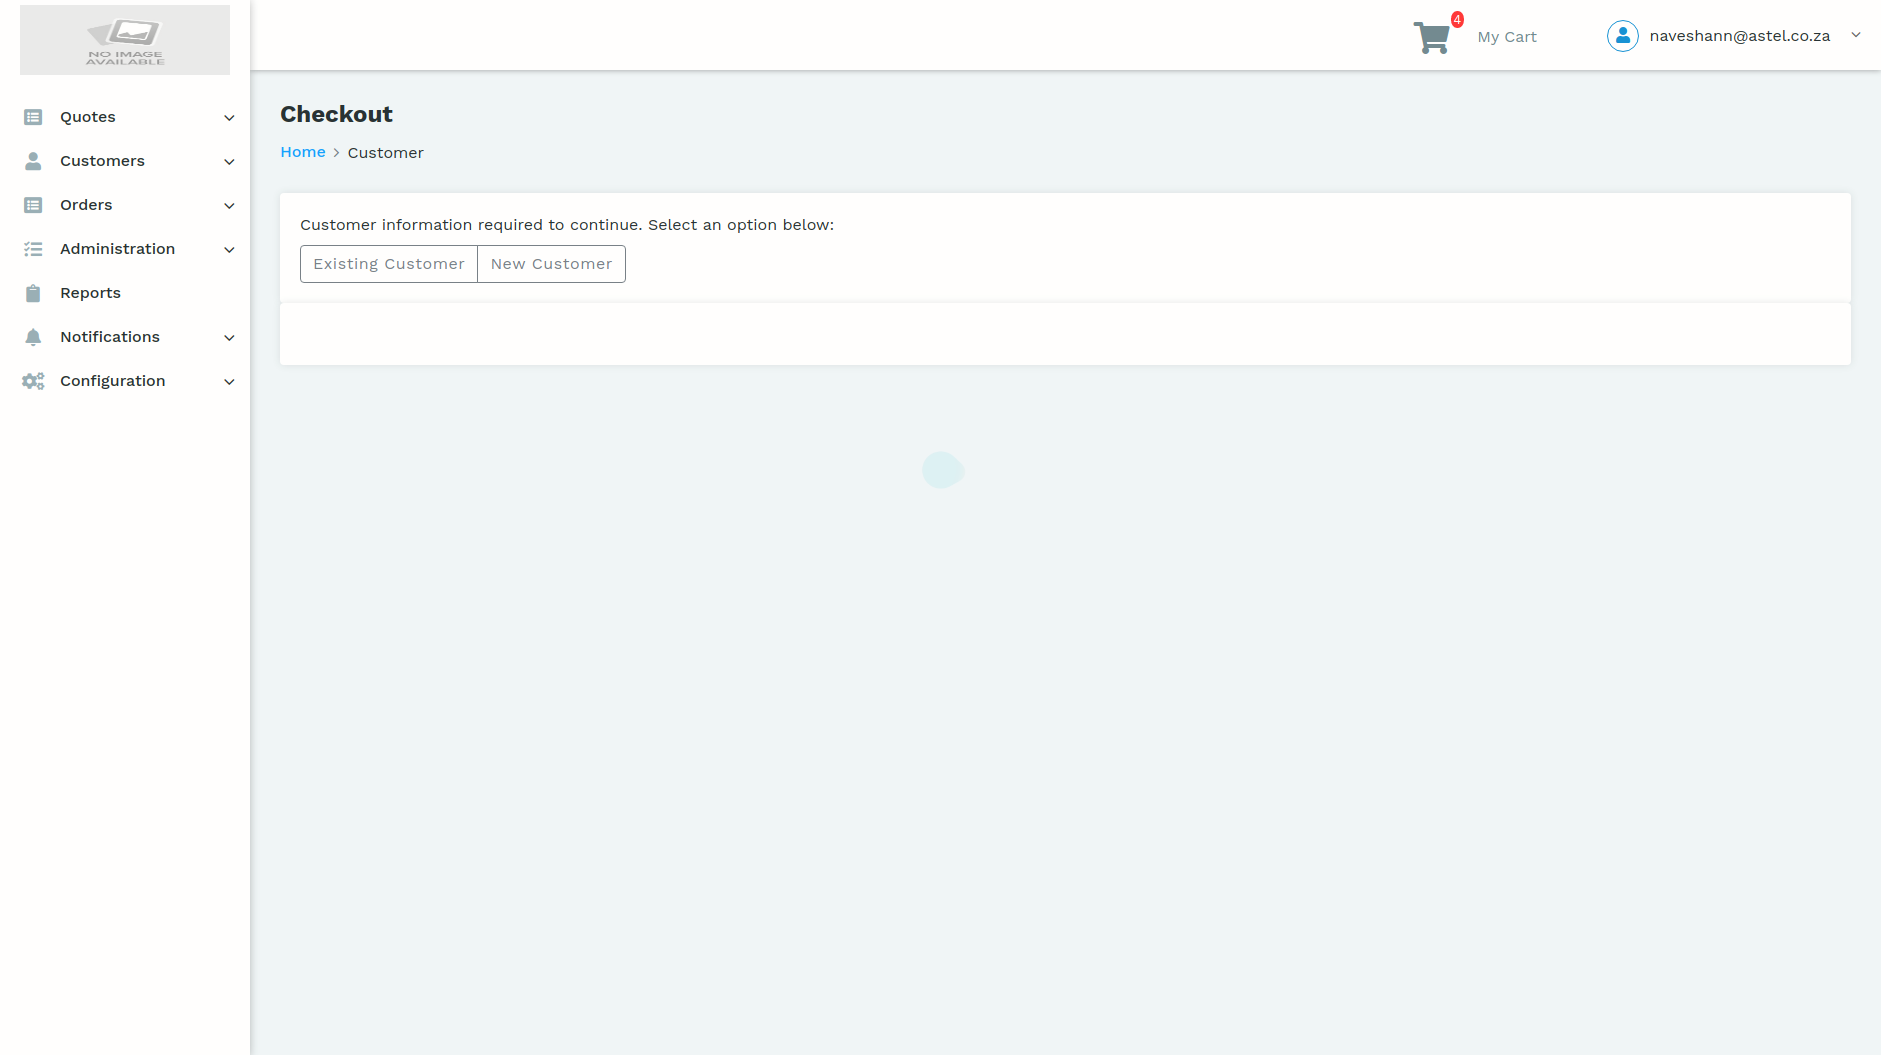 NO IMAGE
AVAILABLE
4
My Cart
naveshann@astel.co.za
Quotes
Customers
Orders
Administration
Reports
Notifications
Configuration
Checkout
Home > Customer
Customer information required to continue. Select an option below:
Existing Customer New Customer